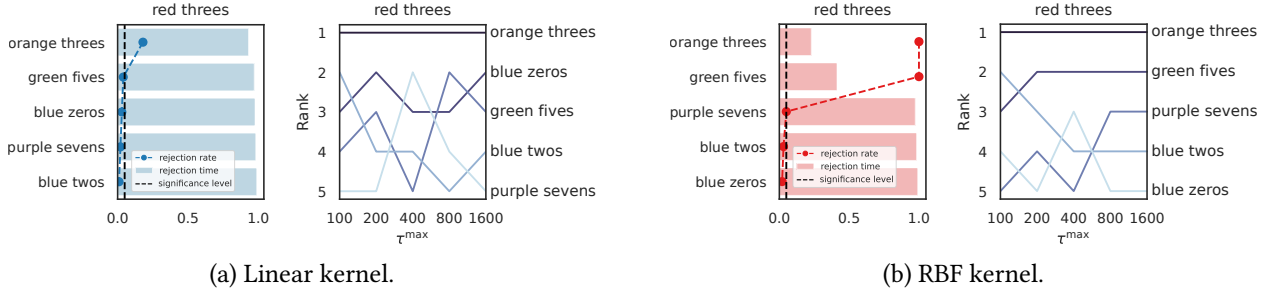 red threes
orange threes
green fives
blue zeros
purple sevens
blue twos
rejection rate
rejection time
significance level
0.0 0.5 1.0
red threes
Rank
1
2
3
4
5
orange threes
blue zeros
green fives
blue twos
purple sevens
100 200 400 800 1600
τmax
(a) Linear kernel.
red threes
orange threes
green fives
purple sevens
blue twos
blue zeros
rejection rate
rejection time
significance level
0.0 0.5 1.0
red threes
Rank
1
2
3
4
5
orange threes
green fives
purple sevens
blue twos
blue zeros
100 200 400 800 1600
τmax
(b) RBF kernel.